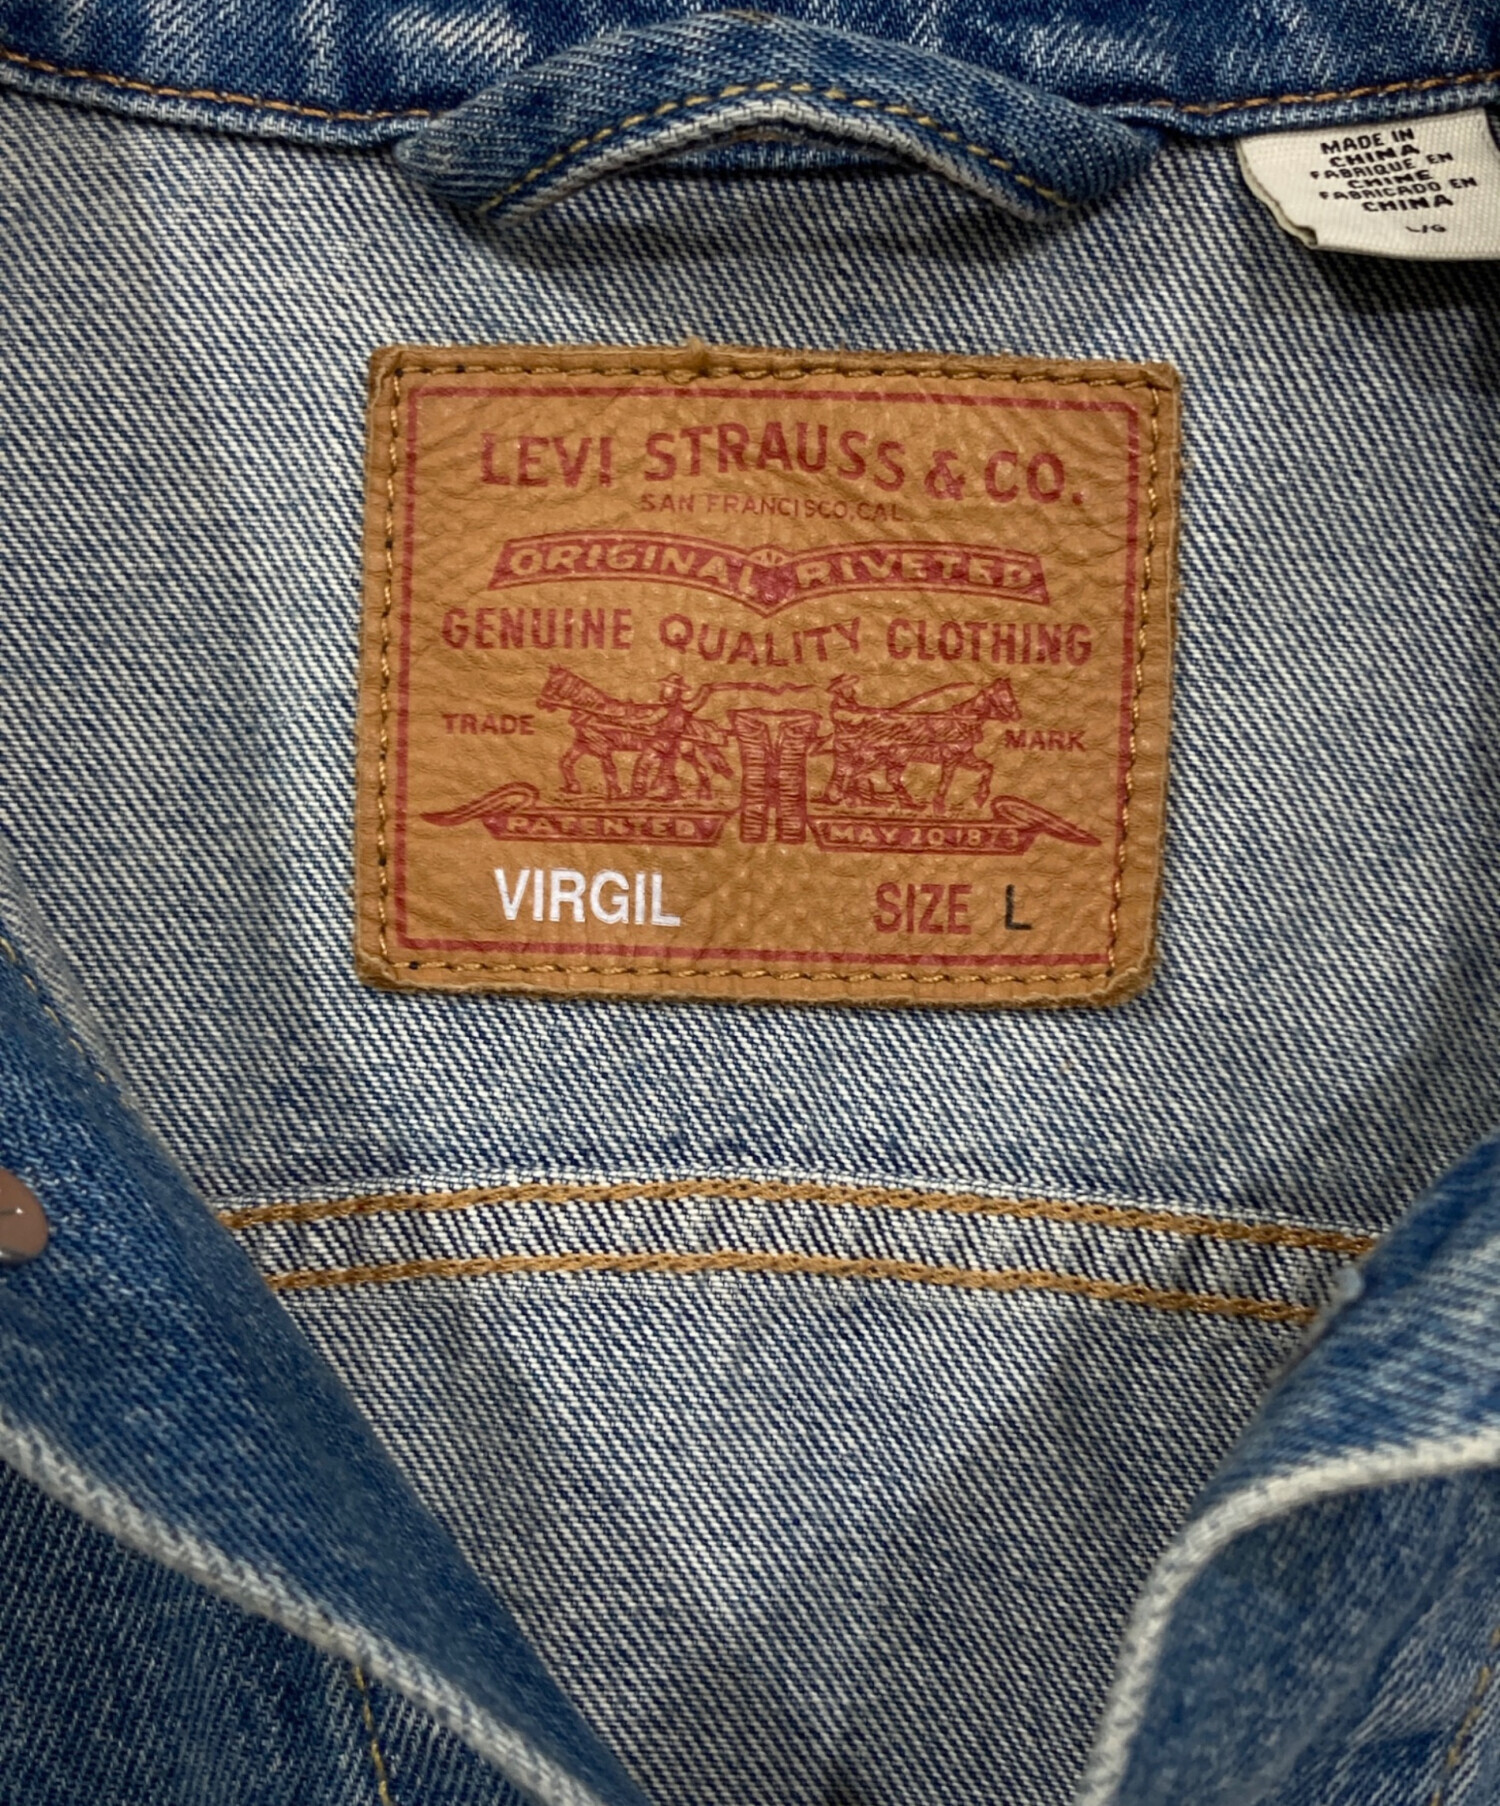 MADE IN
CHINA
FABRIQUE EN
CHINE
FABRICADO EN
CHINA
L/G
LEVI STRAUSS & CO.
SAN FRANCISCO, CAL
ORIGINAL RIVETED
GENUINE QUALITY CLOTHING
TRADE MARK
PATENTED MAY 20 1873
VIRGIL SIZE L